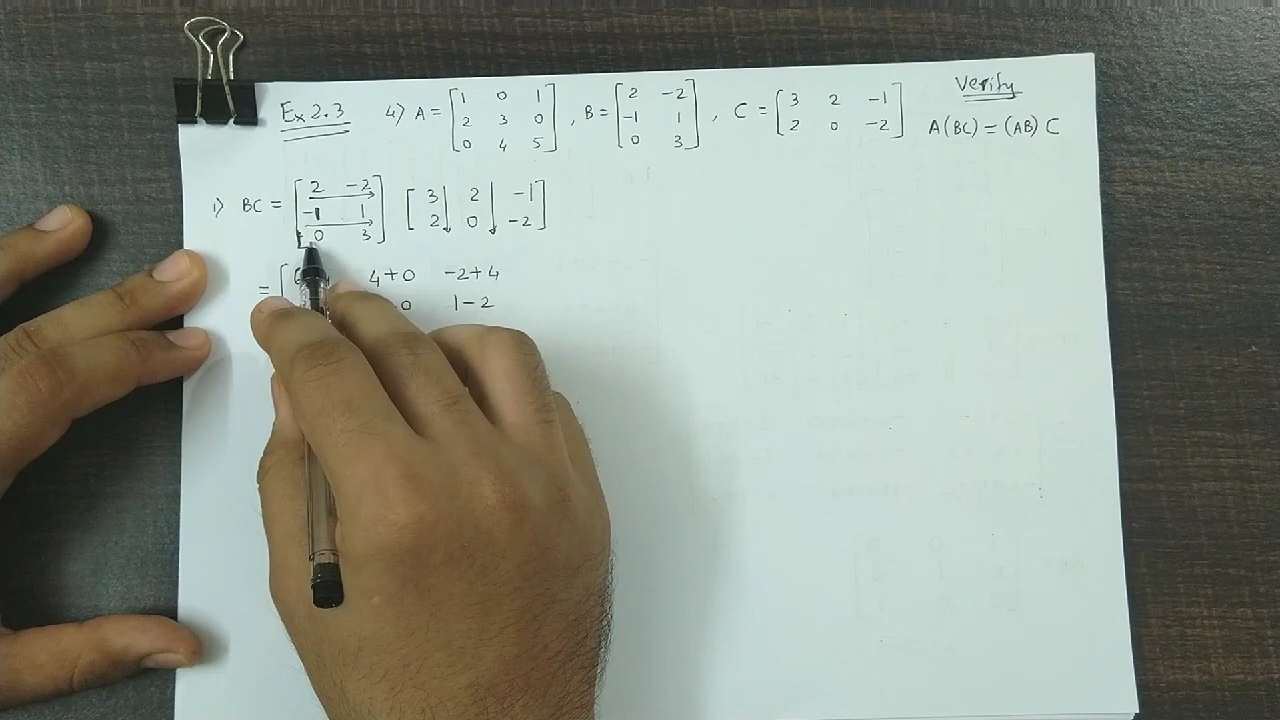 Ex 2.3 4) A = [1 0 1 , B = [2 -2 , C = [3 2 -1 Verify
2 3 0 -1 1 2 0 -2] A(BC) = (AB) C
0 4 5] 0 3]
1) BC = [2 -2 [3 2 -1
-1 1 2 0 -2]
0 3]
= [ 4+0 -2+4
0 1-2